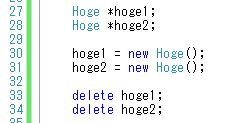 27 Hoge *hoge1;
28 Hoge *hoge2;
29
30 hoge1 = new Hoge();
31 hoge2 = new Hoge();
32
33 delete hoge1;
34 delete hoge2;